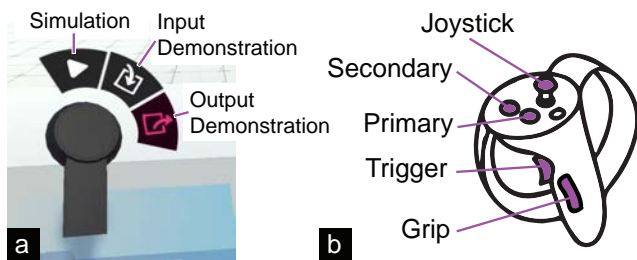 Simulation
Input
Demonstration
Output
Demonstration
a
Joystick
Secondary
Primary
Trigger
Grip
b